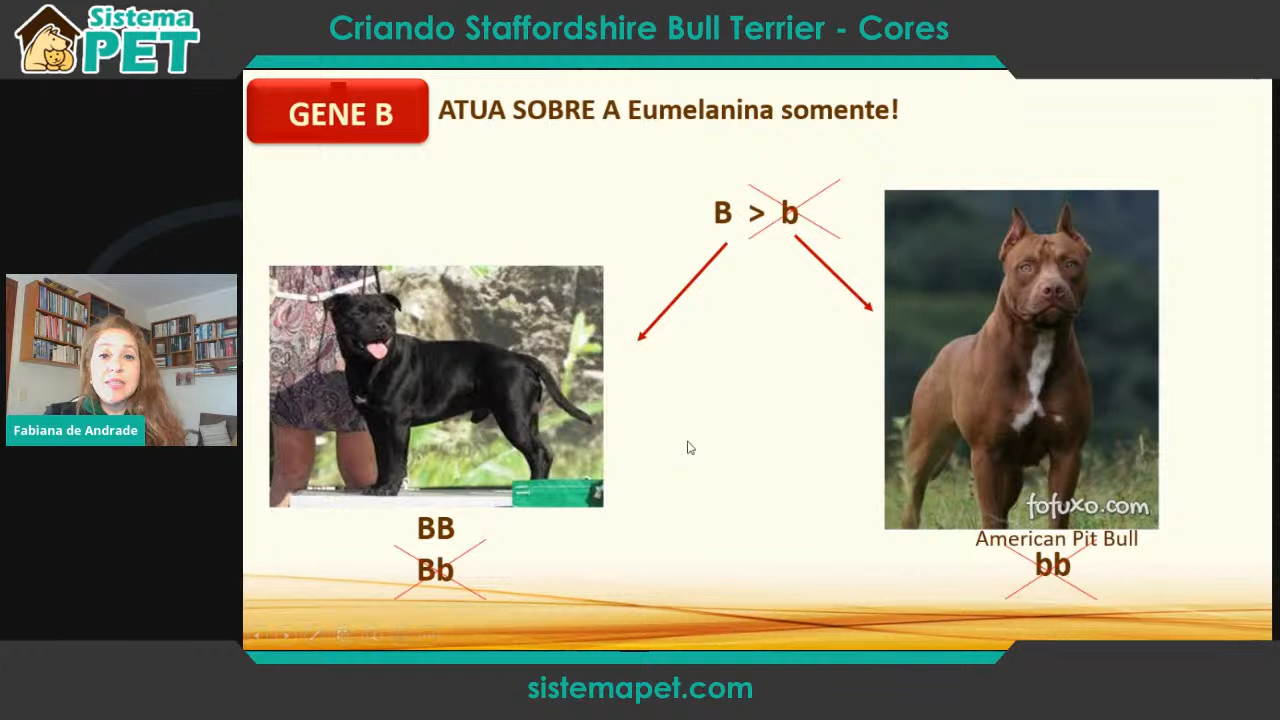 Sistema
PET
Criando Staffordshire Bull Terrier - Cores
GENE B
ATUA SOBRE A Eumelanina somente!
B > b
Fabiana de Andrade
fofuxo.com
American Pit Bull
BB
Bb
bb
sistemapet.com